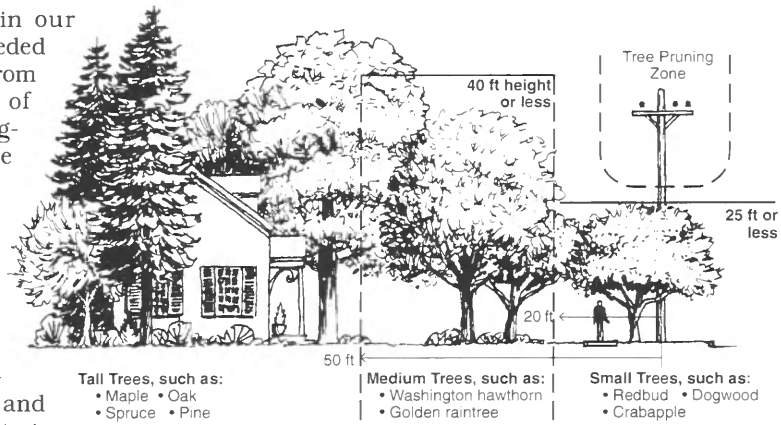 in our
eded
rom
of
g-
e
and
Tree Pruning
Zone
40 ft height
or less
25 ft or
less
20 ft
50 ft
Tall Trees, such as:
• Maple • Oak
• Spruce • Pine
Medium Trees, such as:
• Washington hawthorn
• Golden raintree
Small Trees, such as:
• Redbud • Dogwood
• Crabapple